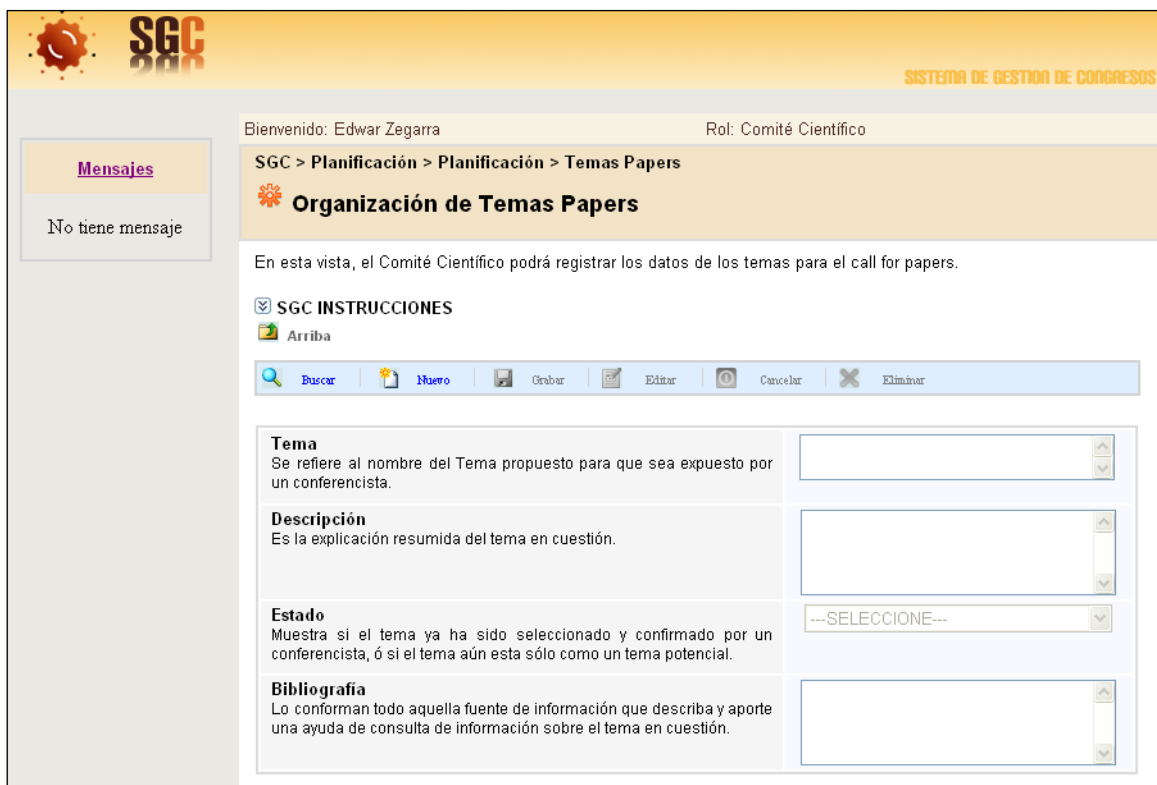 SGC
SISTEMA DE GESTION DE CONGRESOS
Mensajes
No tiene mensaje
Bienvenido: Edwar Zegarra Rol: Comité Científico
SGC > Planificación > Planificación > Temas Papers
Organización de Temas Papers
En esta vista, el Comité Científico podrá registrar los datos de los temas para el call for papers.
SGC INSTRUCCIONES
Arriba
Buscar Nuevo Grabar Editar Cancelar Eliminar
Tema
Se refiere al nombre del Tema propuesto para que sea expuesto por
un conferencista.
Descripción
Es la explicación resumida del tema en cuestión.
Estado
Muestra si el tema ya ha sido seleccionado y confirmado por un
conferencista, ó si el tema aún esta sólo como un tema potencial.
---SELECCIONE---
Bibliografía
Lo conforman todo aquella fuente de información que describa y aporte
una ayuda de consulta de información sobre el tema en cuestión.